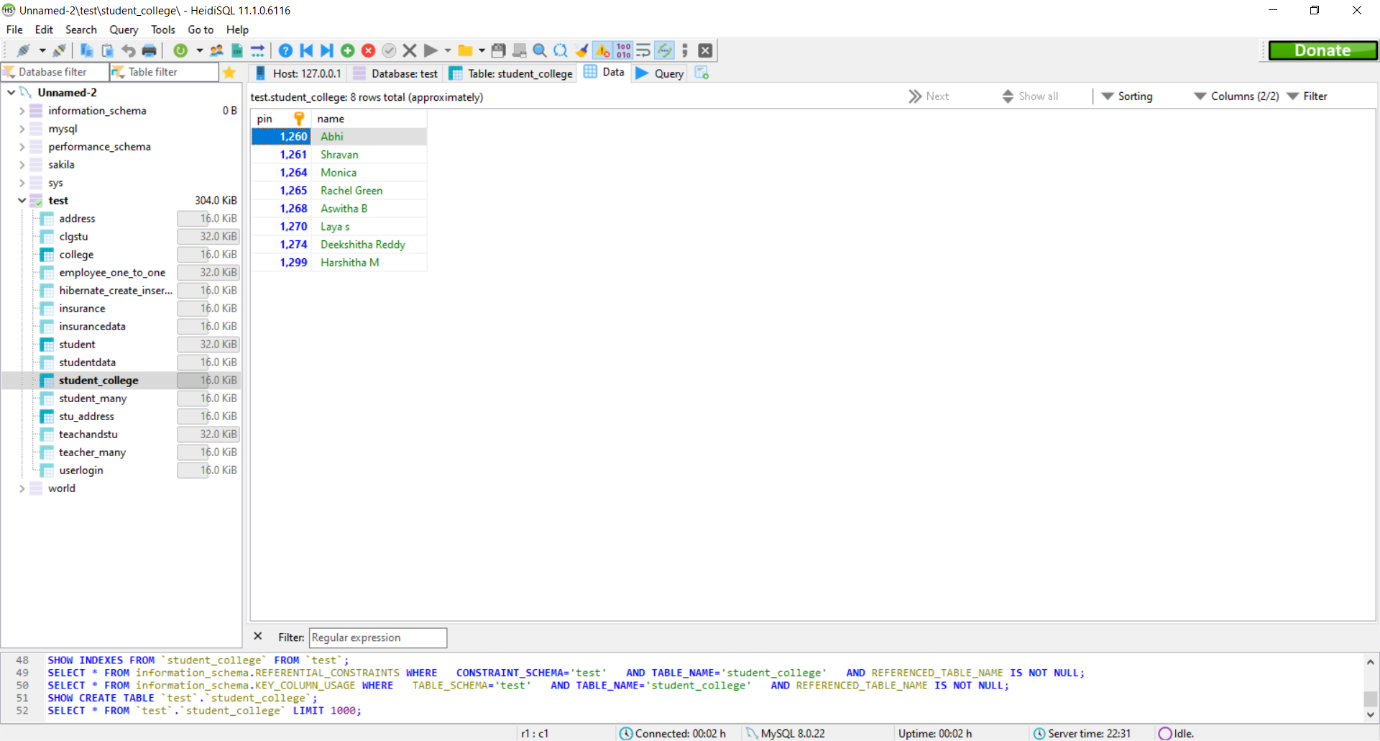 Unnamed-2\test\student_college\ - HeidiSQL 11.1.0.6116
File Edit Search Query Tools Go to Help
Donate
Database filter Table filter Host: 127.0.0.1 Database: test Table: student_college Data Query
Unnamed-2
information_schema 0 B
mysql
performance_schema
sakila
sys
test 304.0 KiB
address 16.0 KiB
clgstu 32.0 KiB
college 16.0 KiB
employee_one_to_one 32.0 KiB
hibernate_create_inser... 16.0 KiB
insurance 16.0 KiB
insurancedata 16.0 KiB
student 32.0 KiB
studentdata 16.0 KiB
student_college 16.0 KiB
student_many 16.0 KiB
stu_address 16.0 KiB
teachandstu 32.0 KiB
teacher_many 16.0 KiB
userlogin 16.0 KiB
world
test.student_college: 8 rows total (approximately) Next Show all Sorting Columns (2/2) Filter
pin name
1,260 Abhi
1,261 Shravan
1,264 Monica
1,265 Rachel Green
1,268 Aswitha B
1,270 Laya s
1,274 Deekshitha Reddy
1,299 Harshitha M
Filter: Regular expression
48 SHOW INDEXES FROM `student_college` FROM `test`;
49 SELECT * FROM information_schema.REFERENTIAL_CONSTRAINTS WHERE CONSTRAINT_SCHEMA='test' AND TABLE_NAME='student_college' AND REFERENCED_TABLE_NAME IS NOT NULL;
50 SELECT * FROM information_schema.KEY_COLUMN_USAGE WHERE TABLE_SCHEMA='test' AND TABLE_NAME='student_college' AND REFERENCED_TABLE_NAME IS NOT NULL;
51 SHOW CREATE TABLE `test`.`student_college`;
52 SELECT * FROM `test`.`student_college` LIMIT 1000;
r1 : c1 Connected: 00:02 h MySQL 8.0.22 Uptime: 00:02 h Server time: 22:31 Idle.